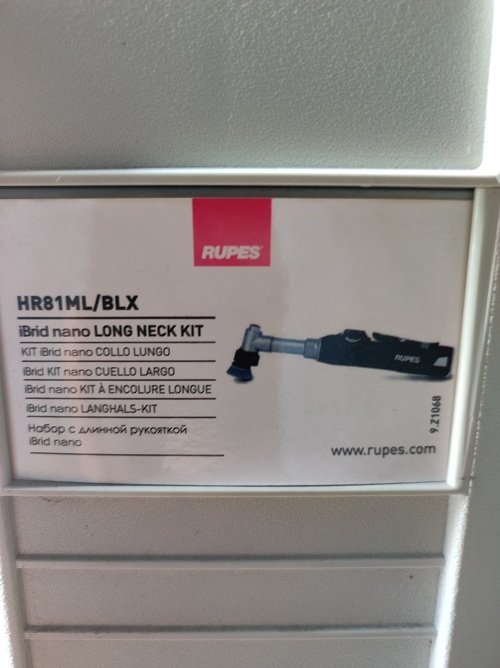 RUPES
HR81ML/BLX
iBrid nano LONG NECK KIT
KIT iBrid nano COLLO LUNGO
iBrid KIT nano CUELLO LARGO
iBrid nano KIT À ENCOLURE LONGUE
iBrid nano LANGHALS-KIT
Набор с длинной рукояткой
iBrid nano
RUPES
9.Z1068
www.rupes.com